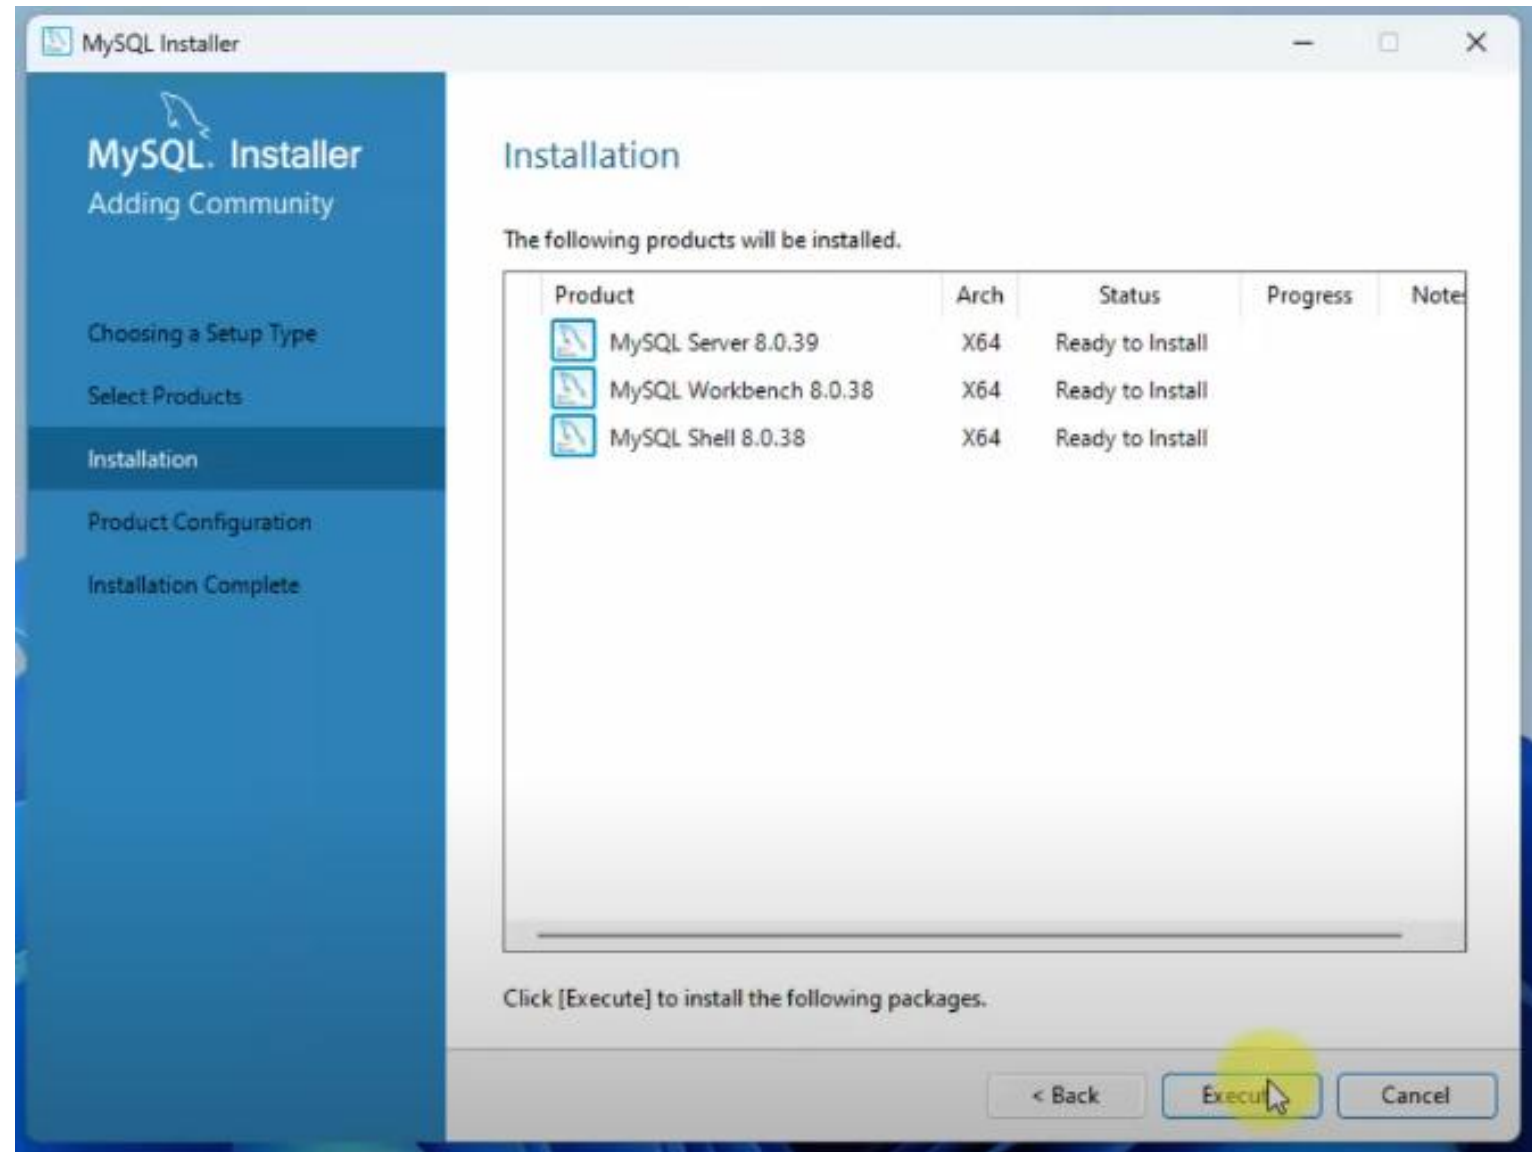 MySQL Installer
MySQL. Installer
Adding Community
Choosing a Setup Type
Select Products
Installation
Product Configuration
Installation Complete
Installation
The following products will be installed.
Product Arch Status Progress Notes
MySQL Server 8.0.39 X64 Ready to Install
MySQL Workbench 8.0.38 X64 Ready to Install
MySQL Shell 8.0.38 X64 Ready to Install
Click [Execute] to install the following packages.
< Back Execute Cancel